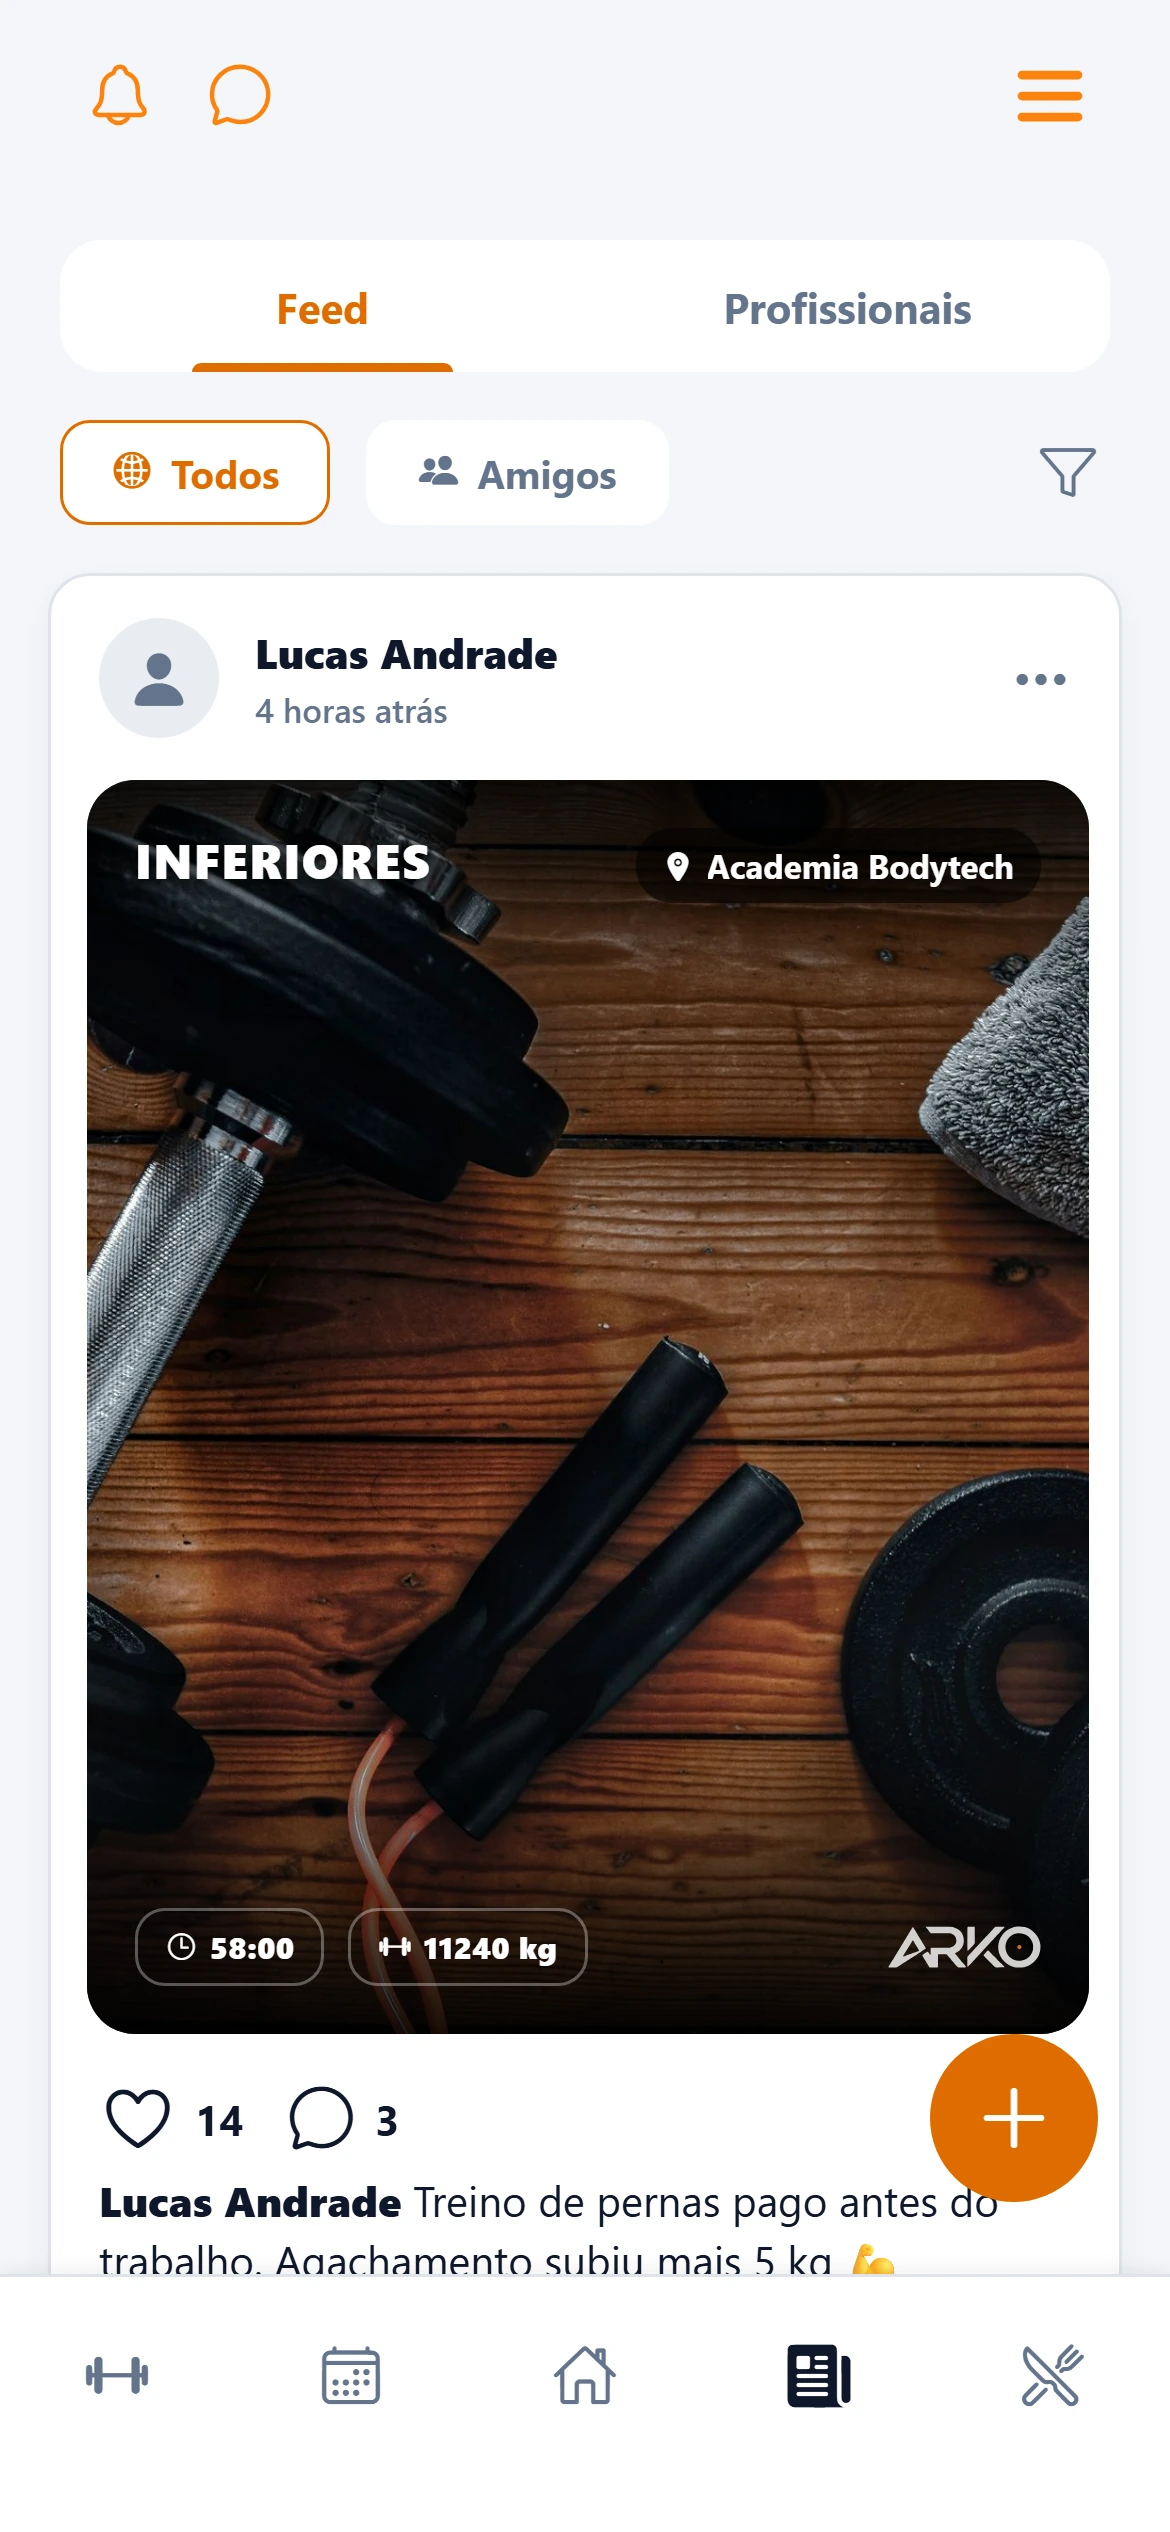 Feed
Profissionais
Todos
Amigos
Lucas Andrade
4 horas atrás
INFERIORES
Academia Bodytech
58:00
11240 kg
ARKO
14
3
Lucas Andrade Treino de pernas pago antes do
trabalho. Agachamento subiu mais 5 kg 💪